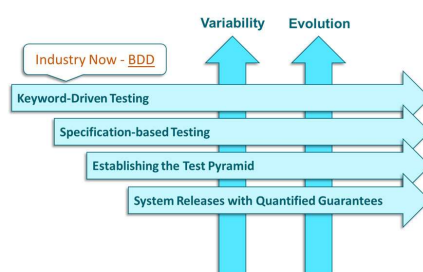 Variability Evolution
Industry Now - BDD
Keyword-Driven Testing
Specification-based Testing
Establishing the Test Pyramid
System Releases with Quantified Guarantees